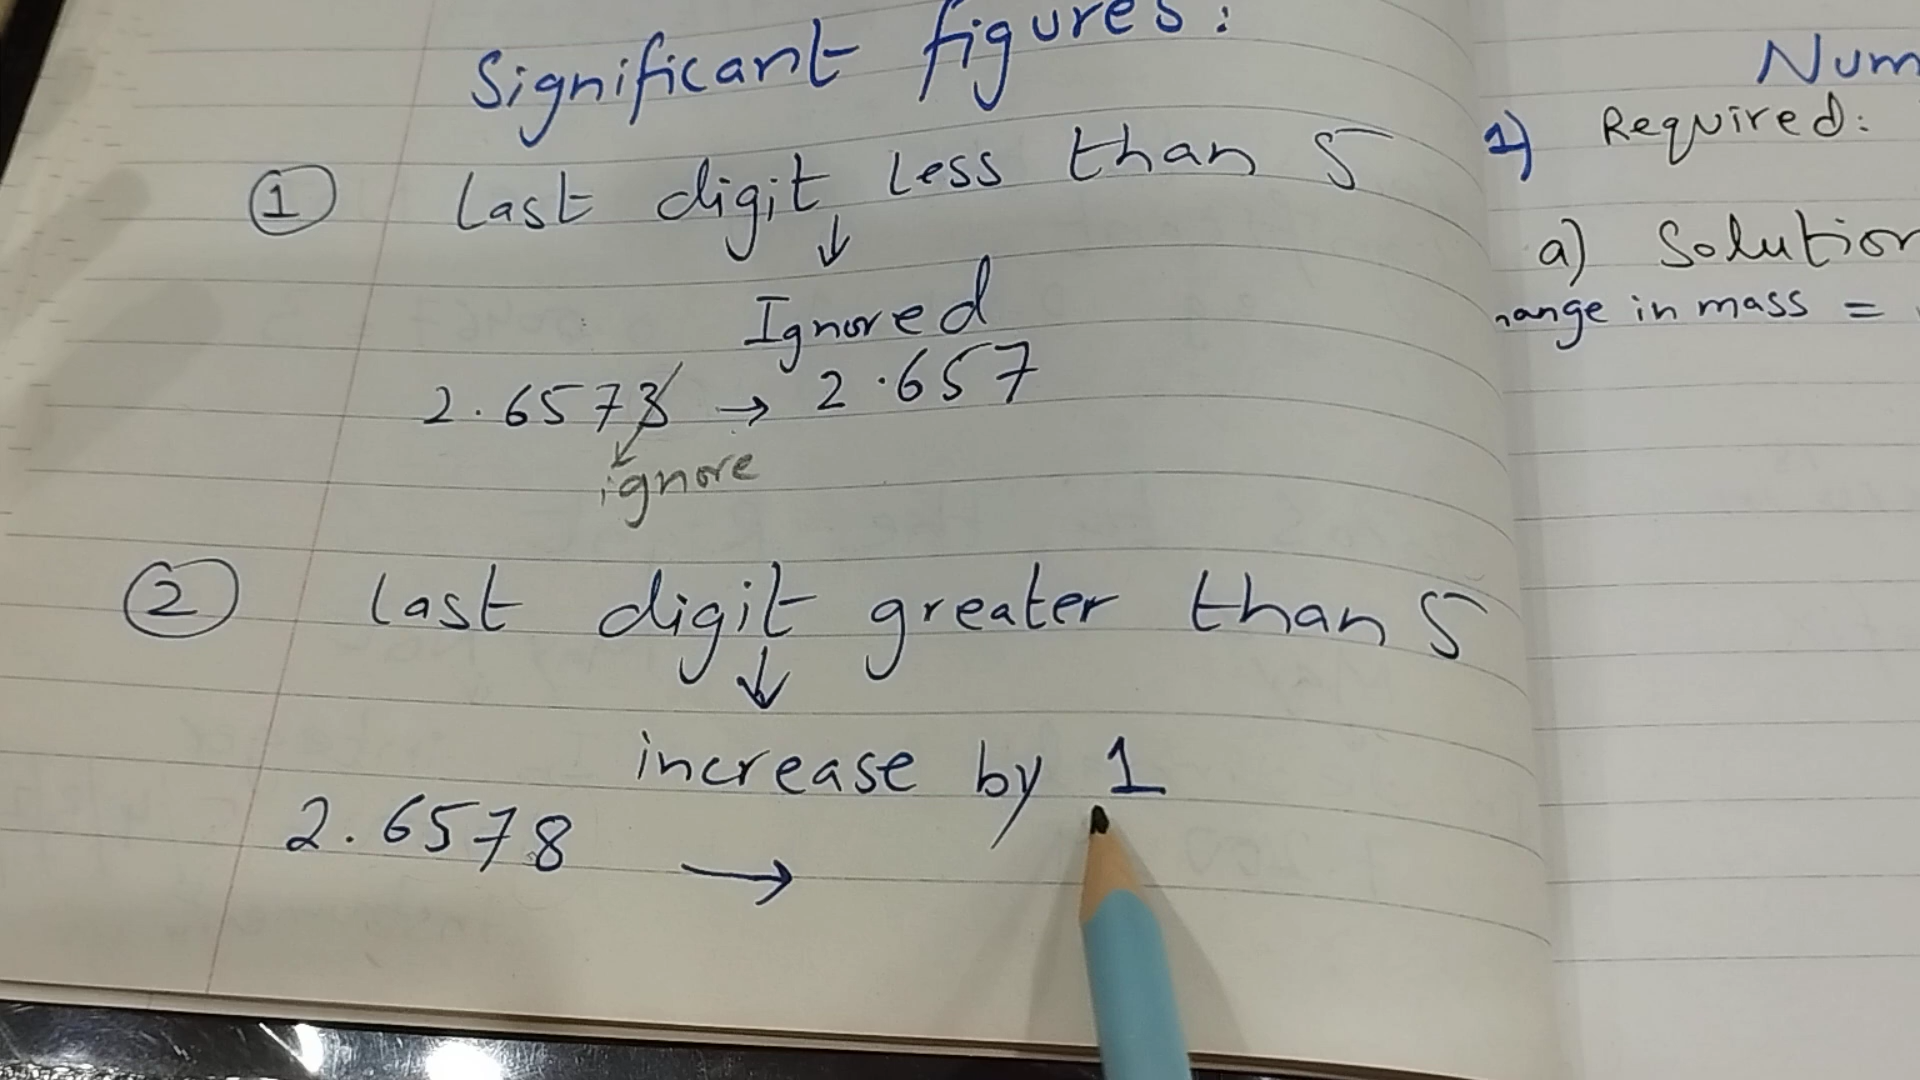 Significant figures:
① Last digit less than 5
↓
Ignored
2.6573 → 2.657
ignore
② Last digit greater than 5
↓
increase by 1
2.6578 →
Num
1) Required:
a) Solution
hange in mass =